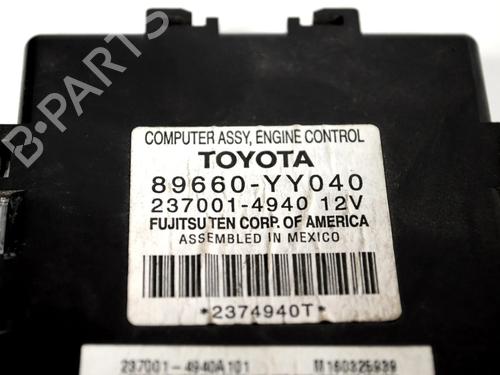 B-PARTS
COMPUTER ASSY, ENGINE CONTROL
TOYOTA
89660-YY040
237001-4940 12V
FUJITSU TEN CORP. OF AMERICA
ASSEMBLED IN MEXICO
*2374940T*
237001-4940A101 M160325939